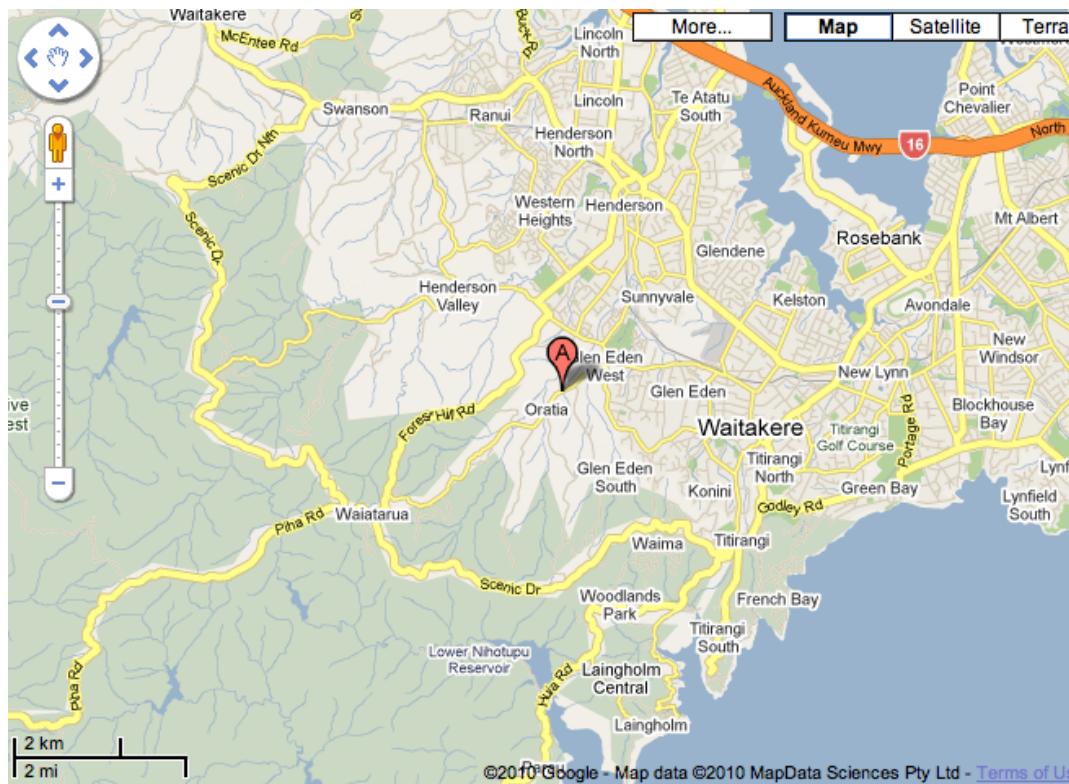 Waitakere
McEntee Rd
Lincoln
North
More...
Map
Satellite
Terra
Swanson
Ranui
Lincoln
Te Atatu
South
Auckland Kumeu Mwy
Point
Chevalier
North
16
Henderson
North
Scenic Dr Nth
Scenic Dr
Western
Heights
Henderson
Mt Albert
Glendene
Rosebank
Henderson
Valley
Sunnyvale
Kelston
Avondale
New
Windsor
A
Glen Eden
West
Glen Eden
New Lynn
Blockhouse
Bay
Oratia
Forest Hill Rd
Waitakere
Titirangi
Golf Course
Portage Rd
Glen Eden
South
Titirangi
North
Konini
Green Bay
Lynfield
South
Godley Rd
Piha Rd
Waiatarua
Waima
Titirangi
Scenic Dr
Woodlands
Park
French Bay
Titirangi
South
Lower Nihotupu
Reservoir
Huia Rd
Laingholm
Central
Piha Rd
Laingholm
2 km
2 mi
Parau
©2010 Google - Map data ©2010 MapData Sciences Pty Ltd - Terms of Us